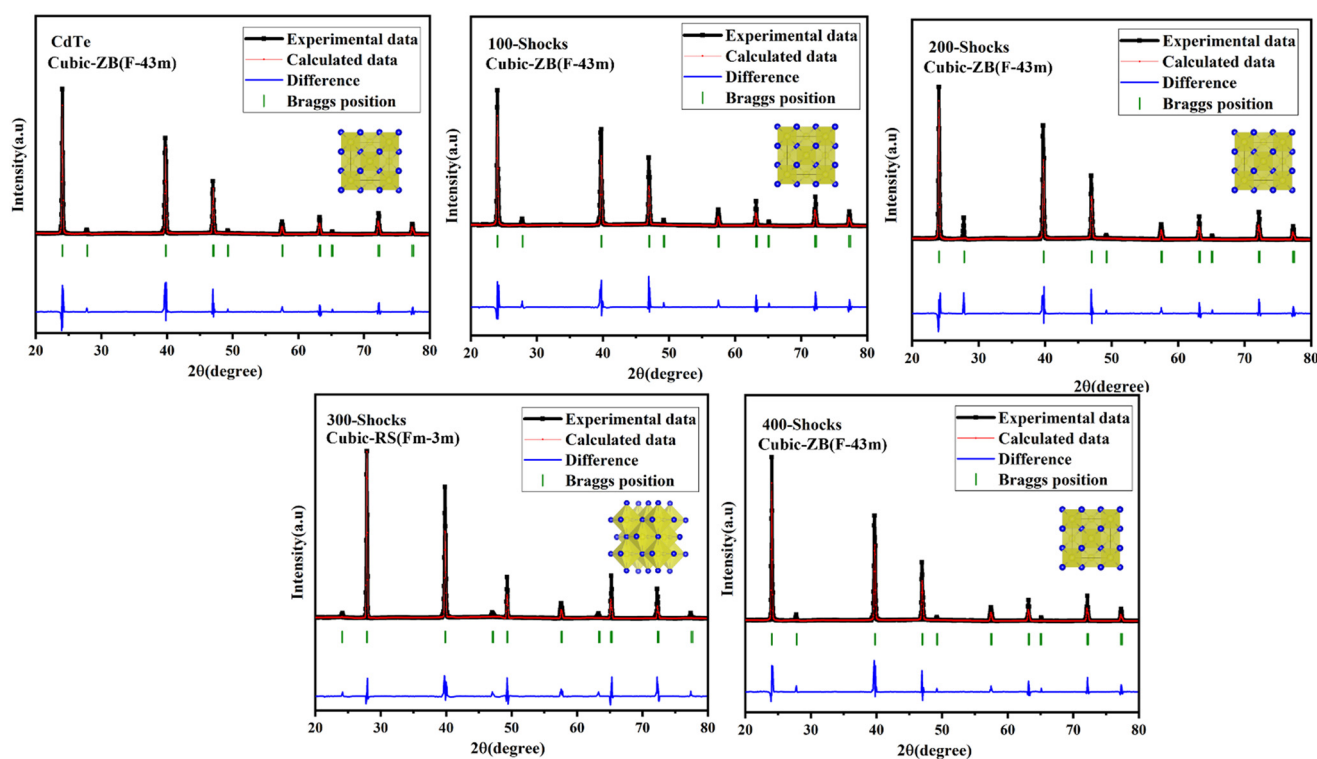 CdTe
Cubic-ZB(F-43m)
Experimental data
Calculated data
Difference
Braggs position
Intensity(a.u)
20 30 40 50 60 70 80
2θ(degree)
100-Shocks
Cubic-ZB(F-43m)
Experimental data
Calculated data
Difference
Braggs position
Intensity(a.u)
20 30 40 50 60 70 80
2θ(degree)
200-Shocks
Cubic-ZB(F-43m)
Experimental data
Calculated data
Difference
Braggs position
Intensity(a.u)
20 30 40 50 60 70 80
2θ(degree)
300-Shocks
Cubic-RS(Fm-3m)
Experimental data
Calculated data
Difference
Braggs position
Intensity(a.u)
20 30 40 50 60 70 80
2θ(degree)
400-Shocks
Cubic-ZB(F-43m)
Experimental data
Calculated data
Difference
Braggs position
Intensity(a.u)
20 30 40 50 60 70 80
2θ(degree)